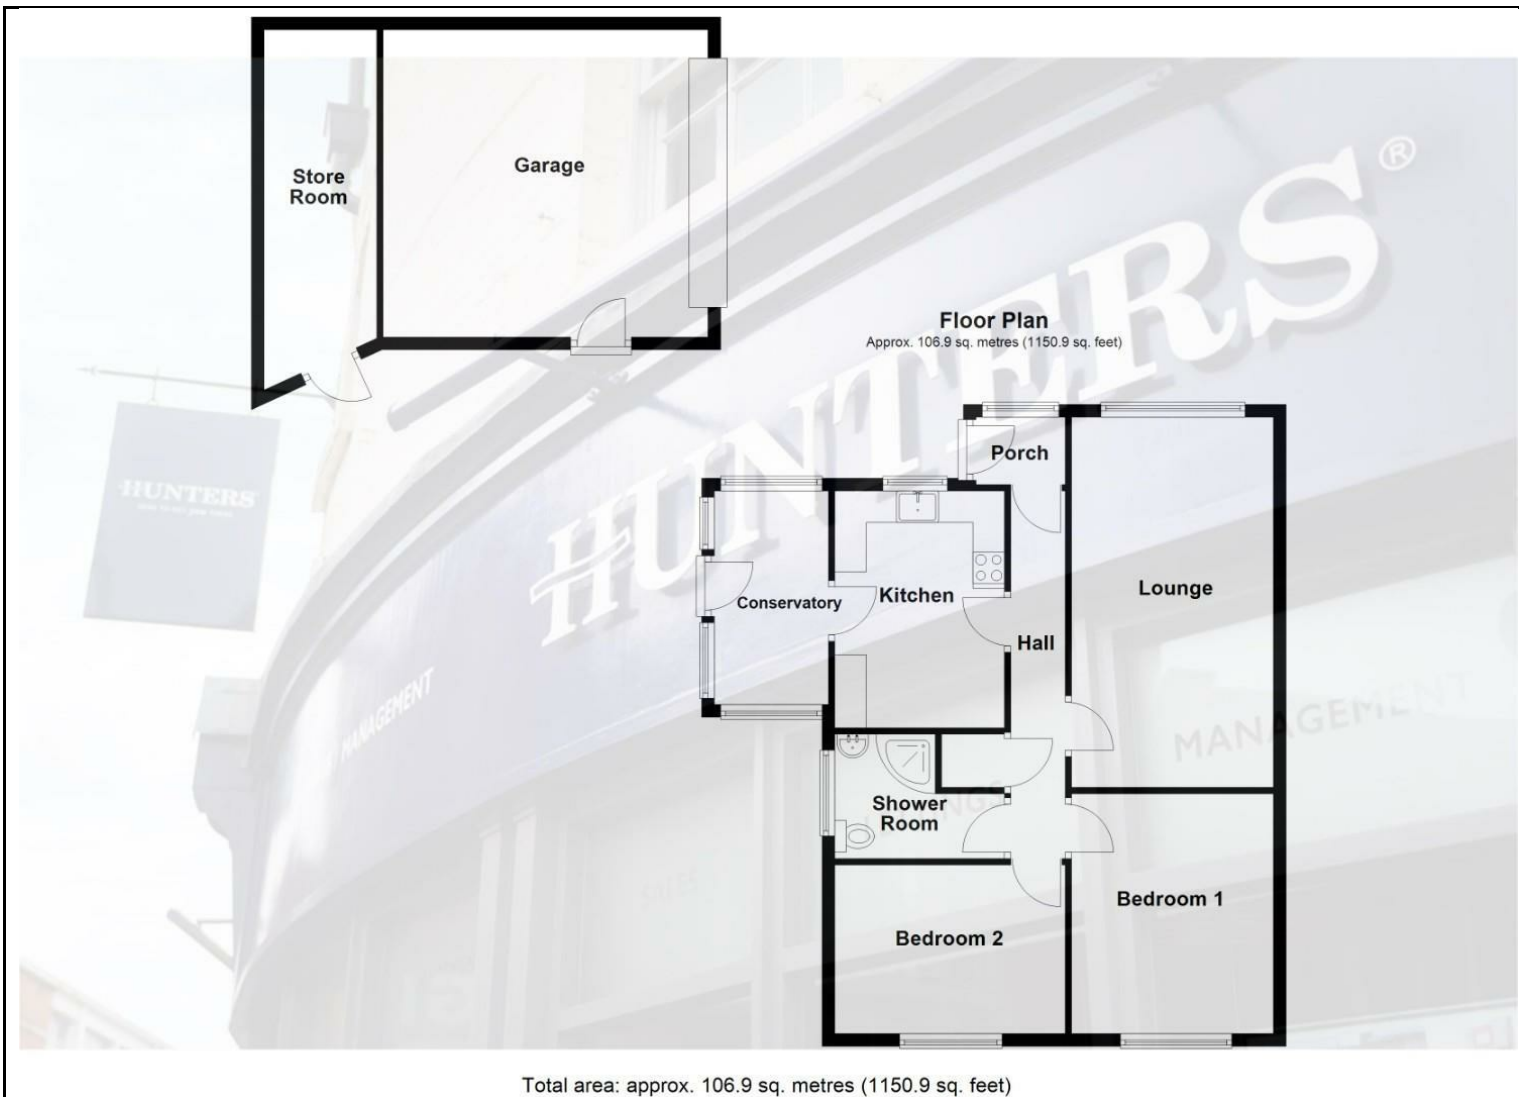 Store
Room
Garage
HUNTERS®
Floor Plan
Approx. 106.9 sq. metres (1150.9 sq. feet)
HUNTERS
Porch
Conservatory
Kitchen
Lounge
Hall
MANAGEMENT
MANAGEMENT
Shower
Room
SALES
Bedroom 1
Bedroom 2
Total area: approx. 106.9 sq. metres (1150.9 sq. feet)